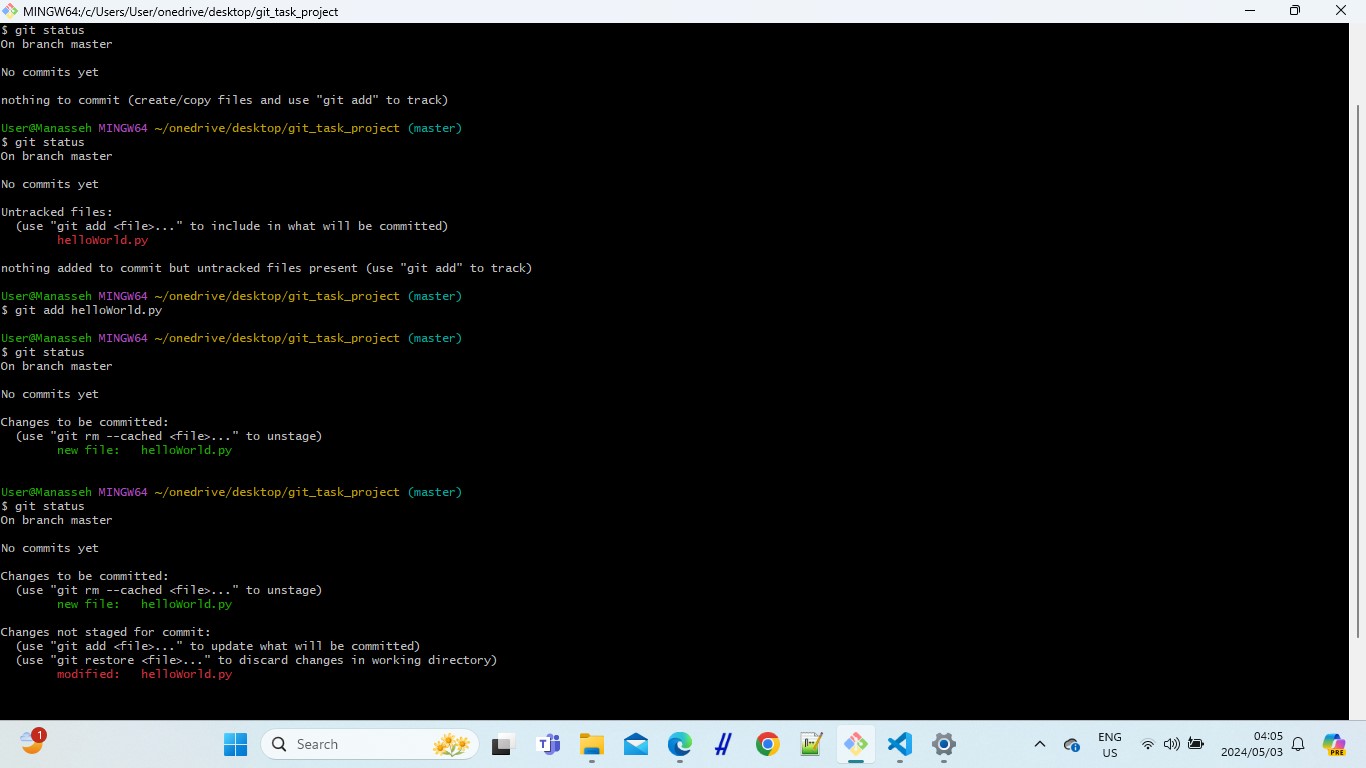 MINGW64:/c/Users/User/onedrive/desktop/git_task_project
$ git status
On branch master
No commits yet
nothing to commit (create/copy files and use "git add" to track)
User@Manasseh MINGW64 ~/onedrive/desktop/git_task_project (master)
$ git status
On branch master
No commits yet
Untracked files:
  (use "git add <file>..." to include in what will be committed)
        helloWorld.py
nothing added to commit but untracked files present (use "git add" to track)
User@Manasseh MINGW64 ~/onedrive/desktop/git_task_project (master)
$ git add helloWorld.py
User@Manasseh MINGW64 ~/onedrive/desktop/git_task_project (master)
$ git status
On branch master
No commits yet
Changes to be committed:
  (use "git rm --cached <file>..." to unstage)
        new file:   helloWorld.py
User@Manasseh MINGW64 ~/onedrive/desktop/git_task_project (master)
$ git status
On branch master
No commits yet
Changes to be committed:
  (use "git rm --cached <file>..." to unstage)
        new file:   helloWorld.py
Changes not staged for commit:
  (use "git add <file>..." to update what will be committed)
  (use "git restore <file>..." to discard changes in working directory)
        modified:   helloWorld.py
1
Search
ENG
US
04:05
2024/05/03
PRE